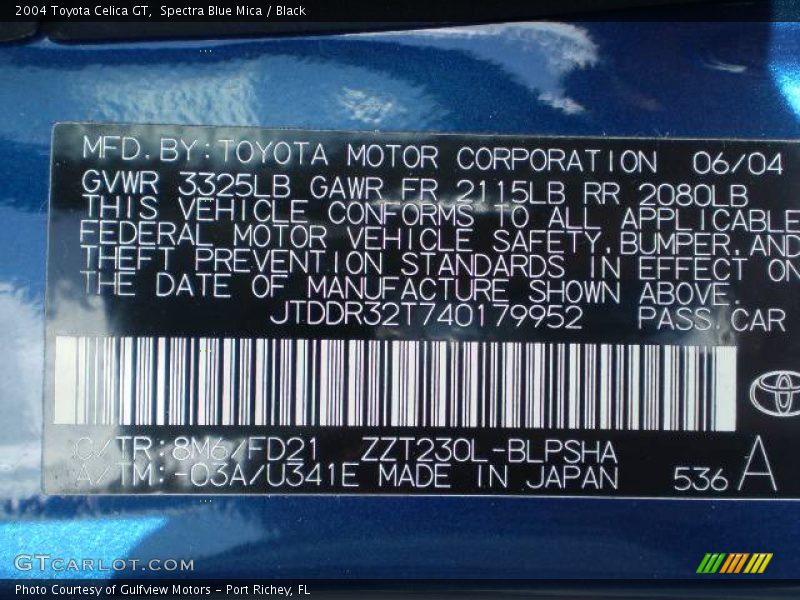 2004 Toyota Celica GT,  Spectra Blue Mica / Black
MFD.BY:TOYOTA MOTOR CORPORATION 06/04
GVWR 3325LB GAWR FR 2115LB RR 2080LB
THIS VEHICLE CONFORMS TO ALL APPLICABLE
FEDERAL MOTOR VEHICLE SAFETY,BUMPER,AND
THEFT PREVENTION STANDARDS IN EFFECT ON
THE DATE OF MANUFACTURE SHOWN ABOVE.
JTDDR32T740179952 PASS.CAR
C/TR:8M6/FD21 ZZT230L-BLPSHA
A/TM:-03A/U341E MADE IN JAPAN 536 A
GTCARLOT.COM
Photo Courtesy of Gulfview Motors - Port Richey, FL